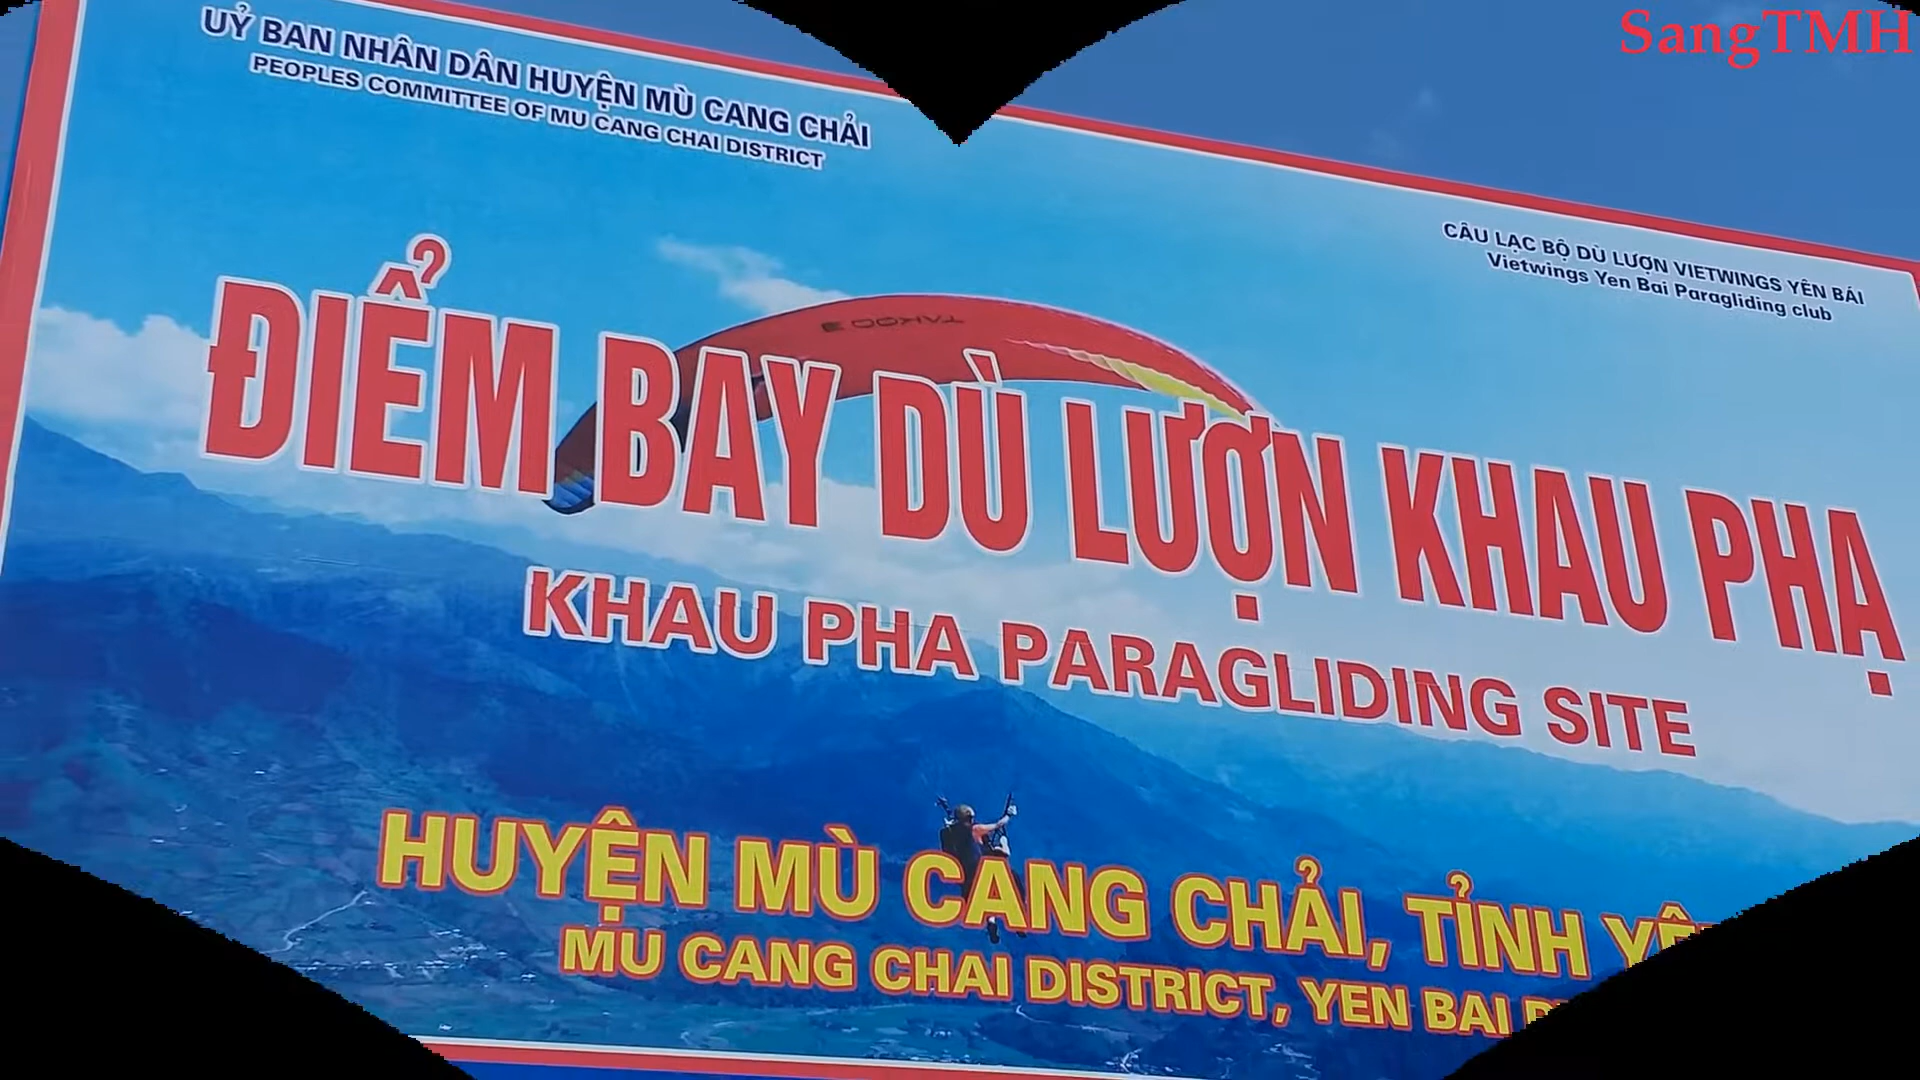 SangTMH
UỶ BAN NHÂN DÂN HUYỆN MÙ CANG CHẢI
PEOPLES COMMITTEE OF MU CANG CHAI DISTRICT
CÂU LẠC BỘ DÙ LƯỢN VIETWINGS YÊN BÁI
Vietwings Yen Bai Paragliding club
ĐIỂM BAY DÙ LƯỢN KHAU PHẠ
KHAU PHA PARAGLIDING SITE
HUYỆN MÙ CANG CHẢI, TỈNH
MU CANG CHAI DISTRICT, YEN BAI